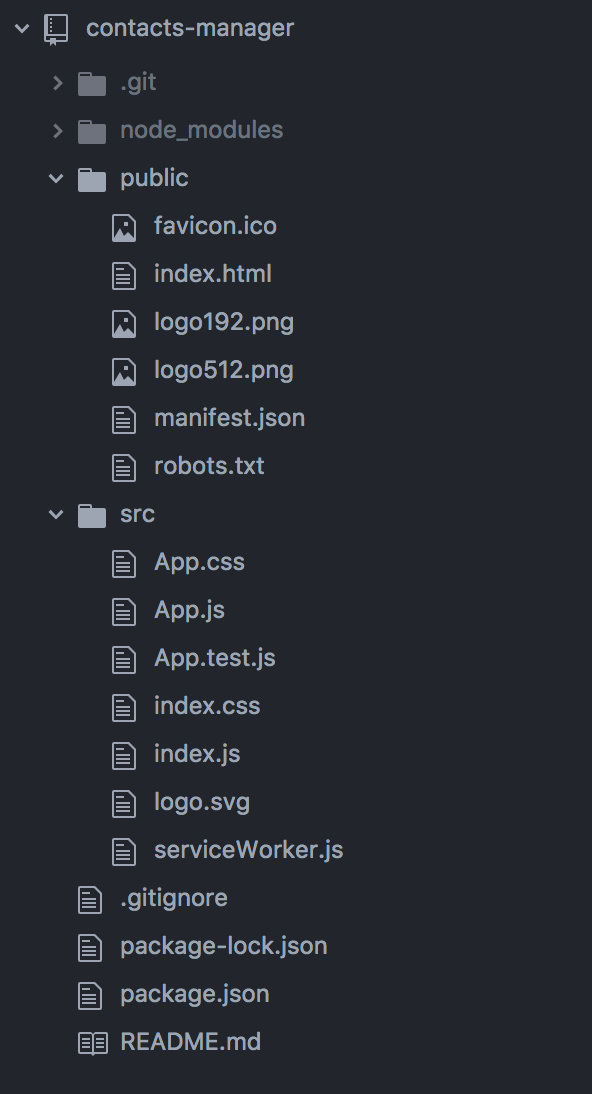 contacts-manager
.git
node_modules
public
favicon.ico
index.html
logo192.png
logo512.png
manifest.json
robots.txt
src
App.css
App.js
App.test.js
index.css
index.js
logo.svg
serviceWorker.js
.gitignore
package-lock.json
package.json
README.md